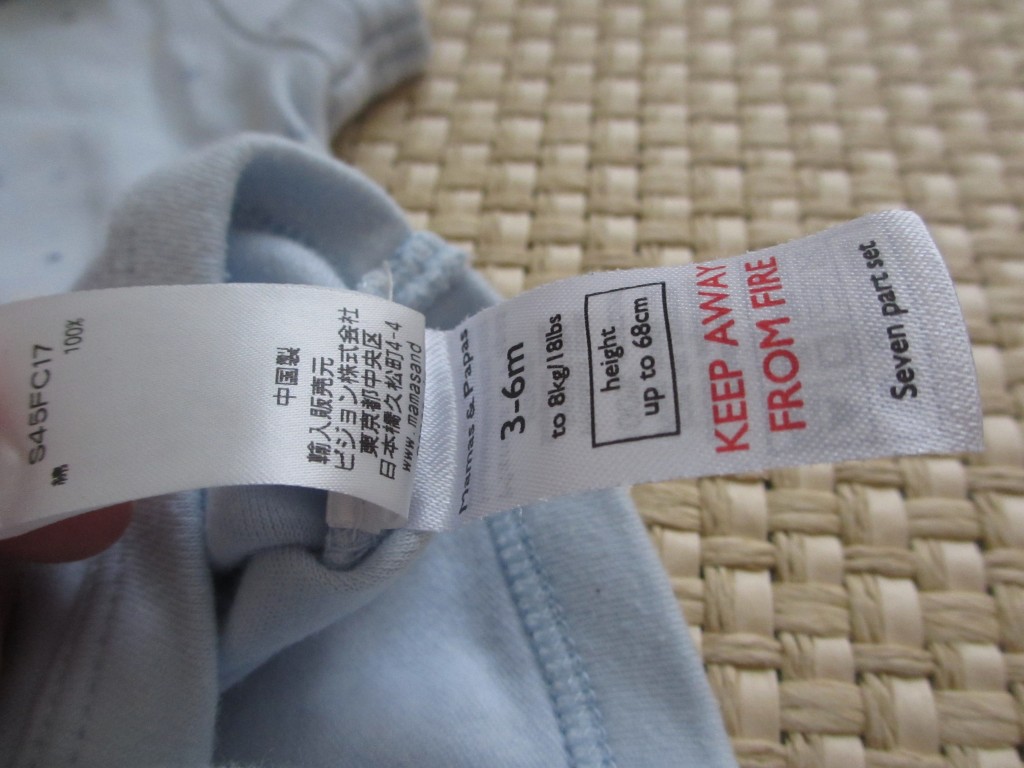 S45FC17
綿 100%
中国製
輸入販売元
ピジョン株式会社
東京都中央区
日本橋久松町4-4
www.mamasand
Mamas & Papas
3-6m
to 8kg/18lbs
height
up to 68cm
KEEP AWAY
FROM FIRE
Seven part set